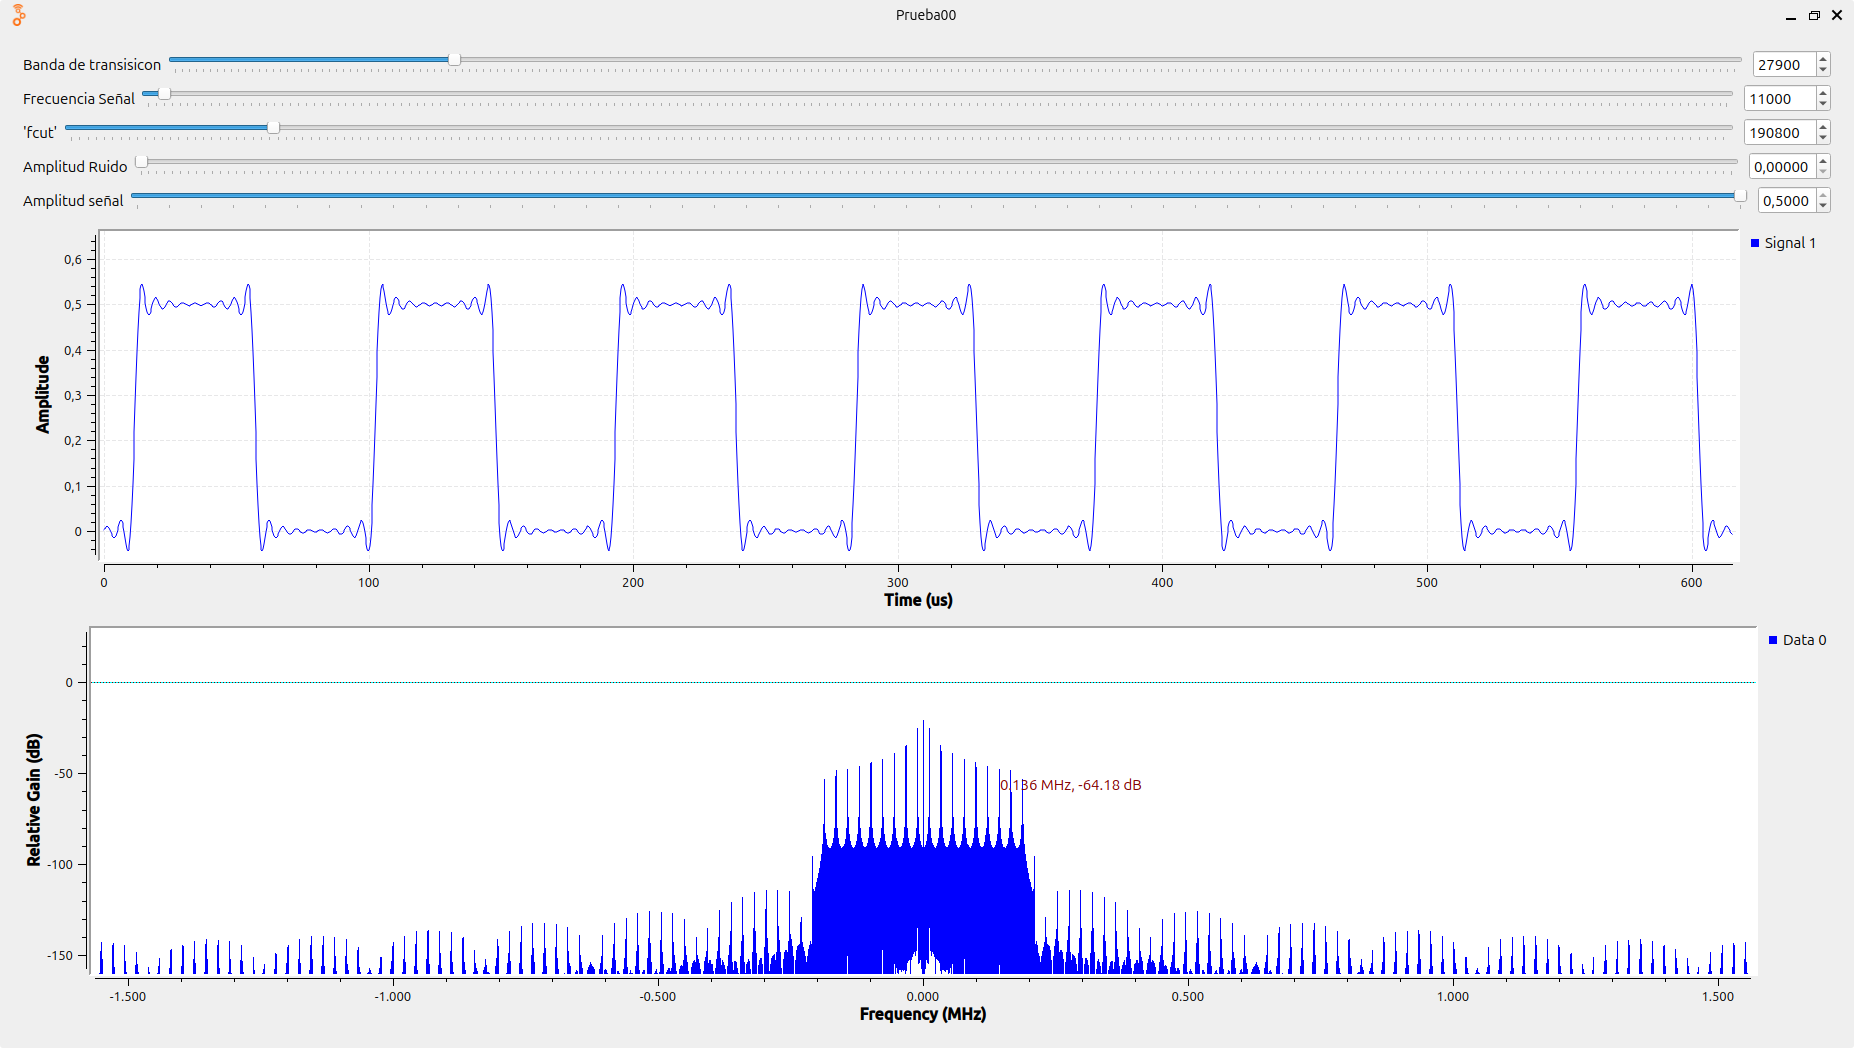 Prueba00
Banda de transisicon 27900
Frecuencia Señal 11000
'fcut' 190800
Amplitud Ruido 0,00000
Amplitud señal 0,5000
Signal 1
Amplitude
0,6
0,5
0,4
0,3
0,2
0,1
0
0 100 200 300 400 500 600
Time (us)
Data 0
Relative Gain (dB)
0
-50
0.136 MHz, -64.18 dB
-100
-150
-1.500 -1.000 -0.500 0.000 0.500 1.000 1.500
Frequency (MHz)